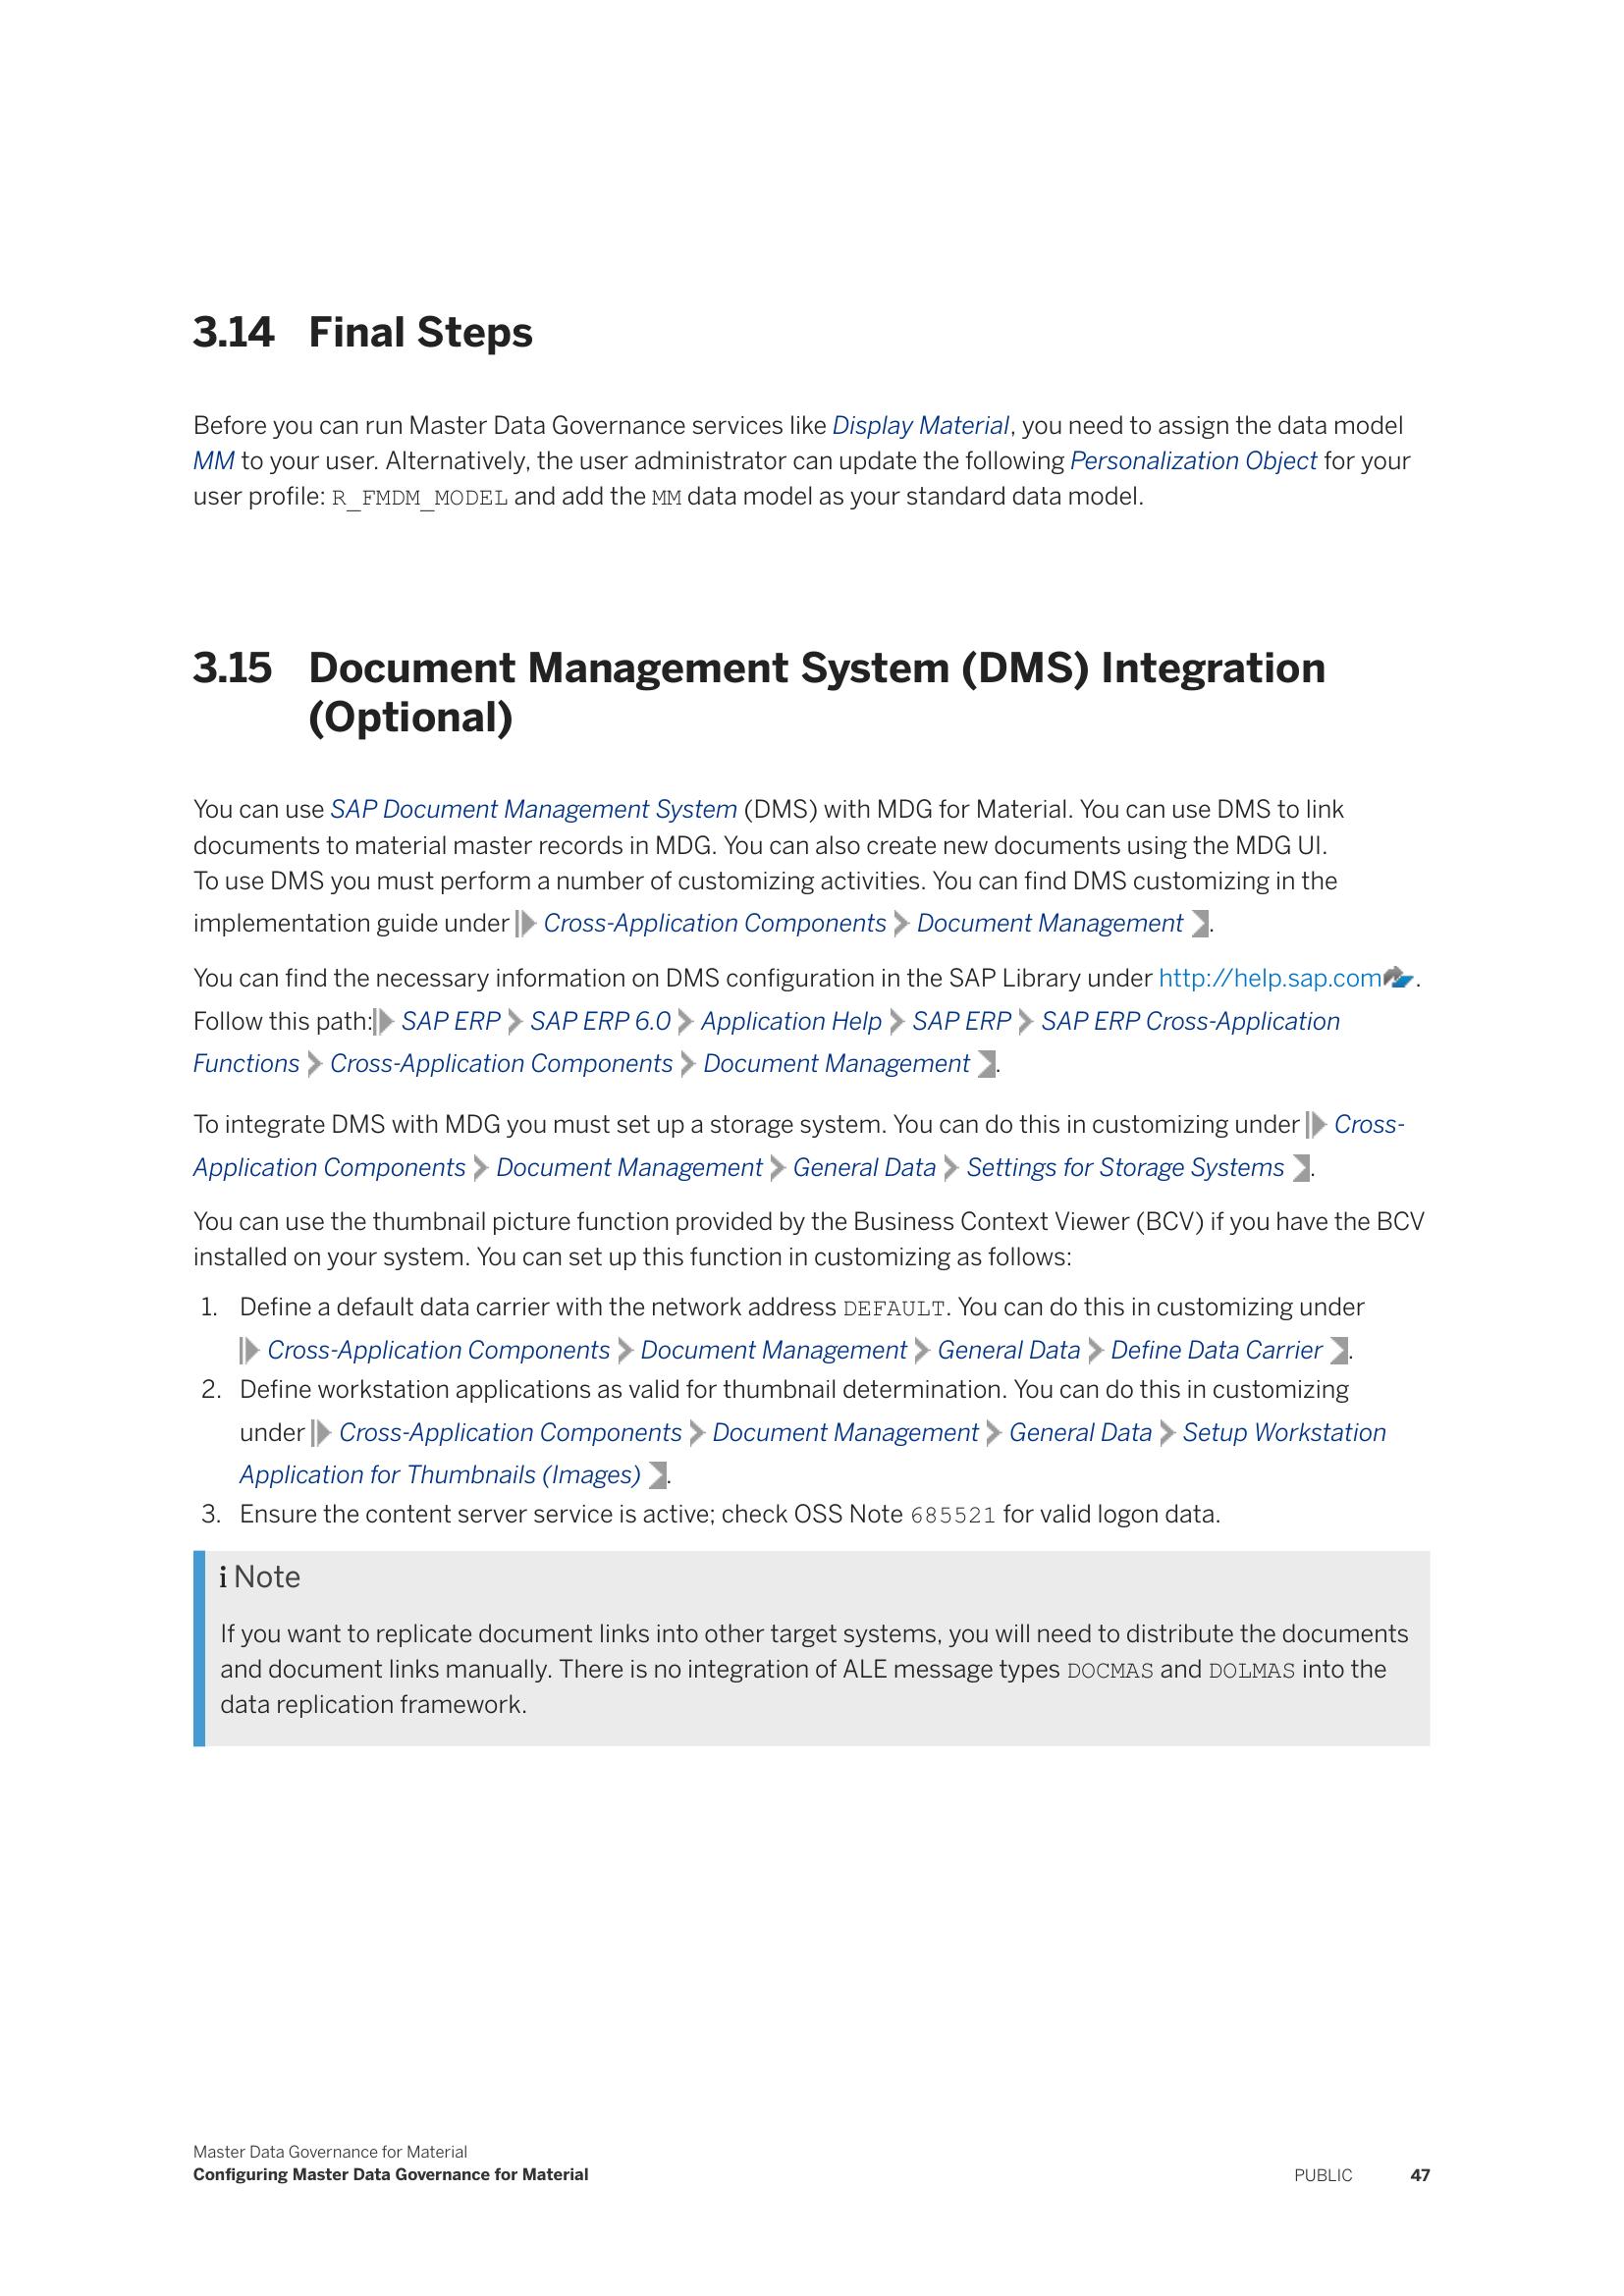 3.14 Final Steps
Before you can run Master Data Governance services like Display Material, you need to assign the data model
MM to your user. Alternatively, the user administrator can update the following Personalization Object for your
user profile: R_FMDM_MODEL and add the MM data model as your standard data model.
3.15 Document Management System (DMS) Integration
(Optional)
You can use SAP Document Management System (DMS) with MDG for Material. You can use DMS to link
documents to material master records in MDG. You can also create new documents using the MDG UI.
To use DMS you must perform a number of customizing activities. You can find DMS customizing in the
implementation guide under Cross-Application Components Document Management .
You can find the necessary information on DMS configuration in the SAP Library under http://help.sap.com .
Follow this path: SAP ERP SAP ERP 6.0 Application Help SAP ERP SAP ERP Cross-Application
Functions Cross-Application Components Document Management .
To integrate DMS with MDG you must set up a storage system. You can do this in customizing under Cross-
Application Components Document Management General Data Settings for Storage Systems .
You can use the thumbnail picture function provided by the Business Context Viewer (BCV) if you have the BCV
installed on your system. You can set up this function in customizing as follows:
1. Define a default data carrier with the network address DEFAULT. You can do this in customizing under
Cross-Application Components Document Management General Data Define Data Carrier .
2. Define workstation applications as valid for thumbnail determination. You can do this in customizing
under Cross-Application Components Document Management General Data Setup Workstation
Application for Thumbnails (Images) .
3. Ensure the content server service is active; check OSS Note 685521 for valid logon data.
i Note
If you want to replicate document links into other target systems, you will need to distribute the documents
and document links manually. There is no integration of ALE message types DOCMAS and DOLMAS into the
data replication framework.
Master Data Governance for Material
Configuring Master Data Governance for Material PUBLIC 47